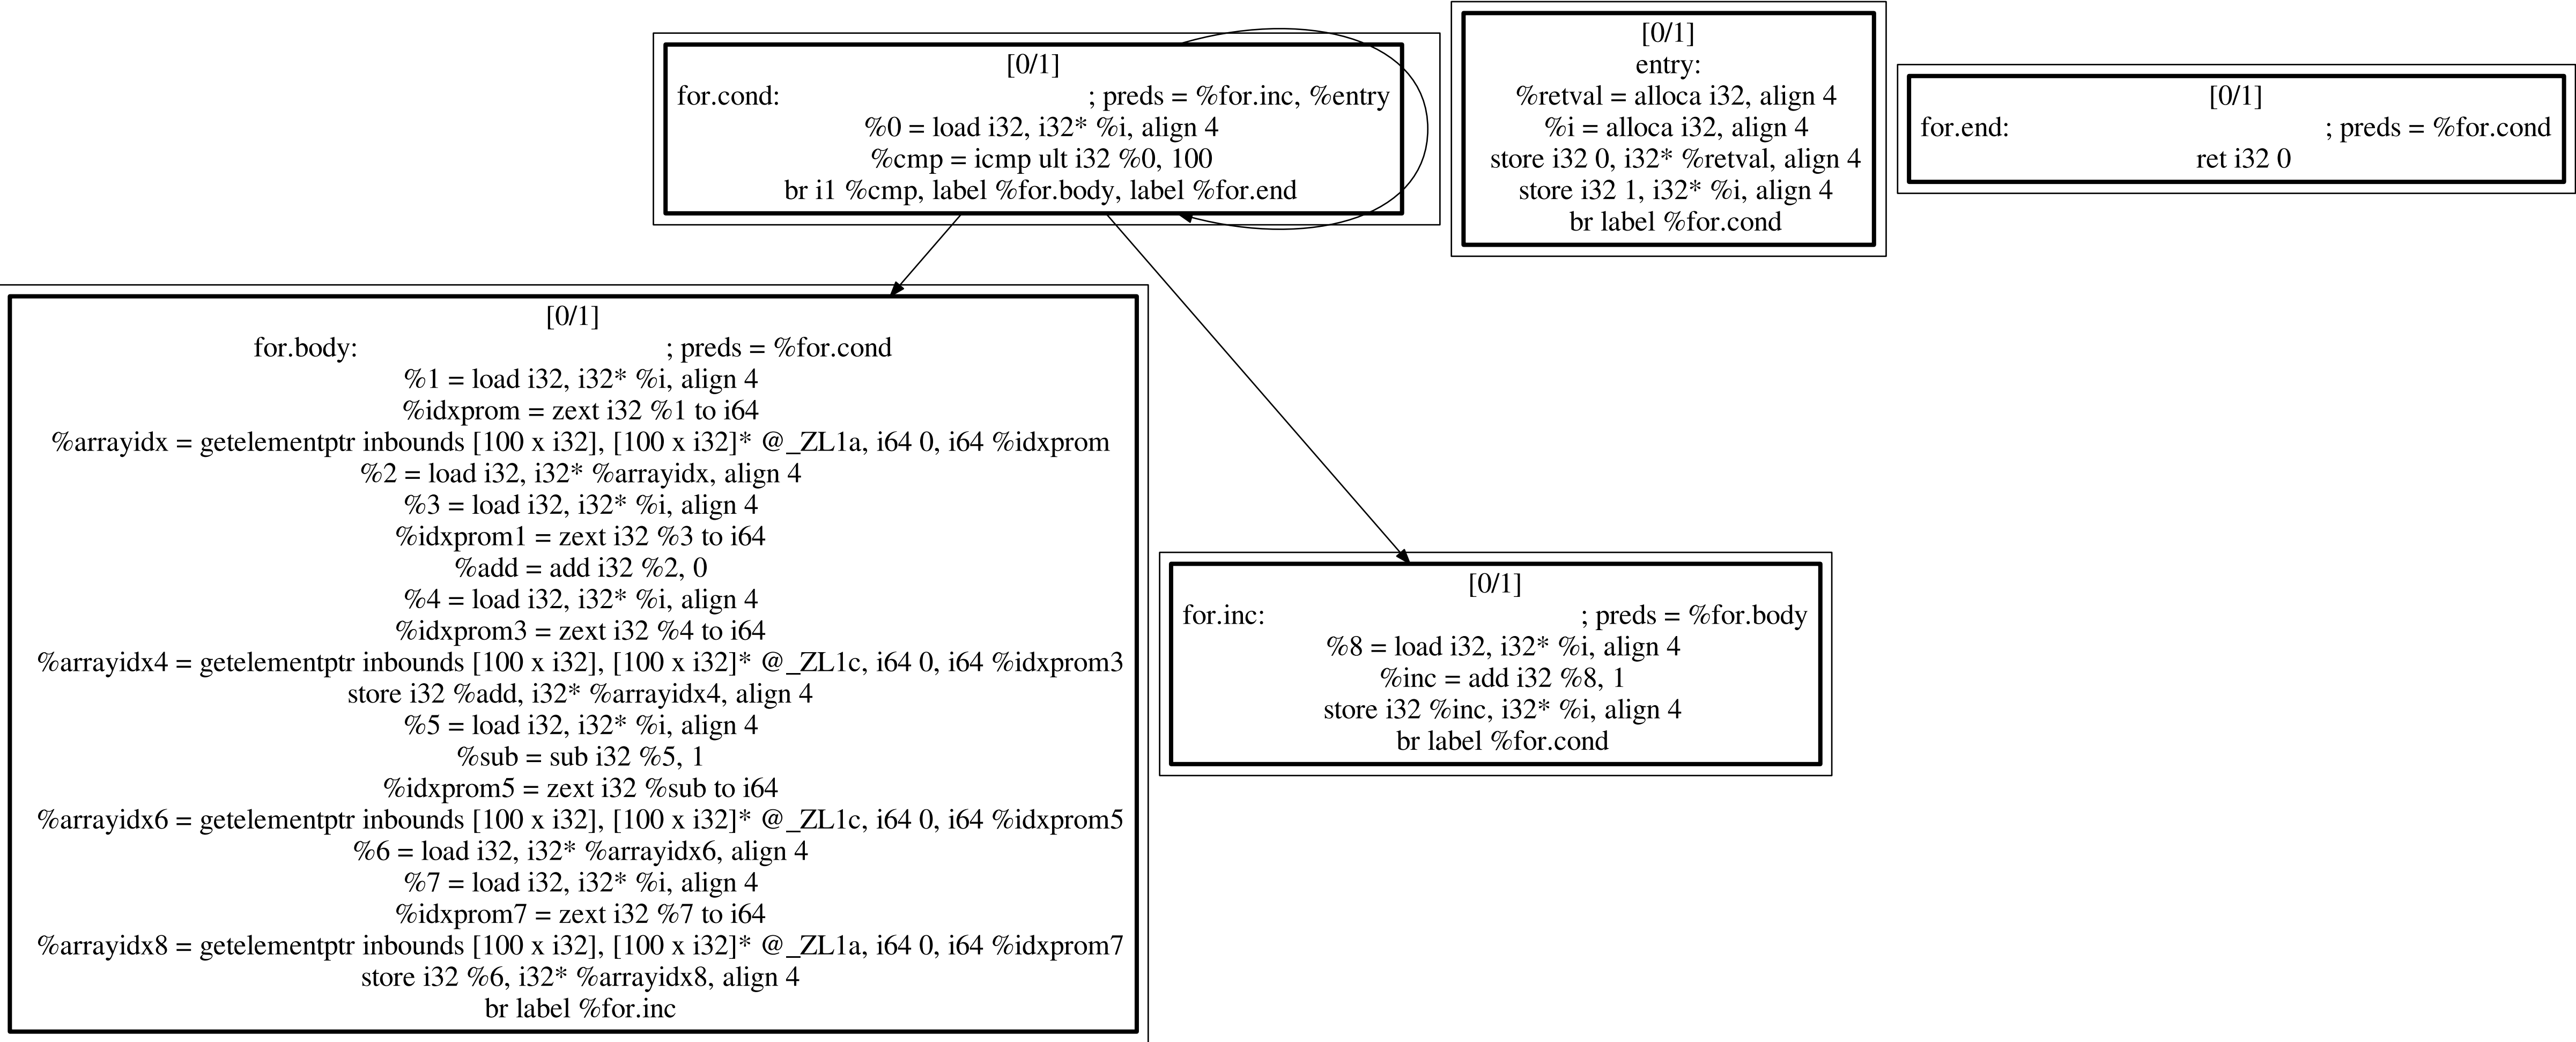 [0/1]
for.cond: ; preds = %for.inc, %entry
%0 = load i32, i32* %i, align 4
%cmp = icmp ult i32 %0, 100
br i1 %cmp, label %for.body, label %for.end
[0/1]
entry:
%retval = alloca i32, align 4
%i = alloca i32, align 4
store i32 0, i32* %retval, align 4
store i32 1, i32* %i, align 4
br label %for.cond
[0/1]
for.end: ; preds = %for.cond
ret i32 0
[0/1]
for.body: ; preds = %for.cond
%1 = load i32, i32* %i, align 4
%idxprom = zext i32 %1 to i64
%arrayidx = getelementptr inbounds [100 x i32], [100 x i32]* @_ZL1a, i64 0, i64 %idxprom
%2 = load i32, i32* %arrayidx, align 4
%3 = load i32, i32* %i, align 4
%idxprom1 = zext i32 %3 to i64
%add = add i32 %2, 0
%4 = load i32, i32* %i, align 4
%idxprom3 = zext i32 %4 to i64
%arrayidx4 = getelementptr inbounds [100 x i32], [100 x i32]* @_ZL1c, i64 0, i64 %idxprom3
store i32 %add, i32* %arrayidx4, align 4
%5 = load i32, i32* %i, align 4
%sub = sub i32 %5, 1
%idxprom5 = zext i32 %sub to i64
%arrayidx6 = getelementptr inbounds [100 x i32], [100 x i32]* @_ZL1c, i64 0, i64 %idxprom5
%6 = load i32, i32* %arrayidx6, align 4
%7 = load i32, i32* %i, align 4
%idxprom7 = zext i32 %7 to i64
%arrayidx8 = getelementptr inbounds [100 x i32], [100 x i32]* @_ZL1a, i64 0, i64 %idxprom7
store i32 %6, i32* %arrayidx8, align 4
br label %for.inc
[0/1]
for.inc: ; preds = %for.body
%8 = load i32, i32* %i, align 4
%inc = add i32 %8, 1
store i32 %inc, i32* %i, align 4
br label %for.cond